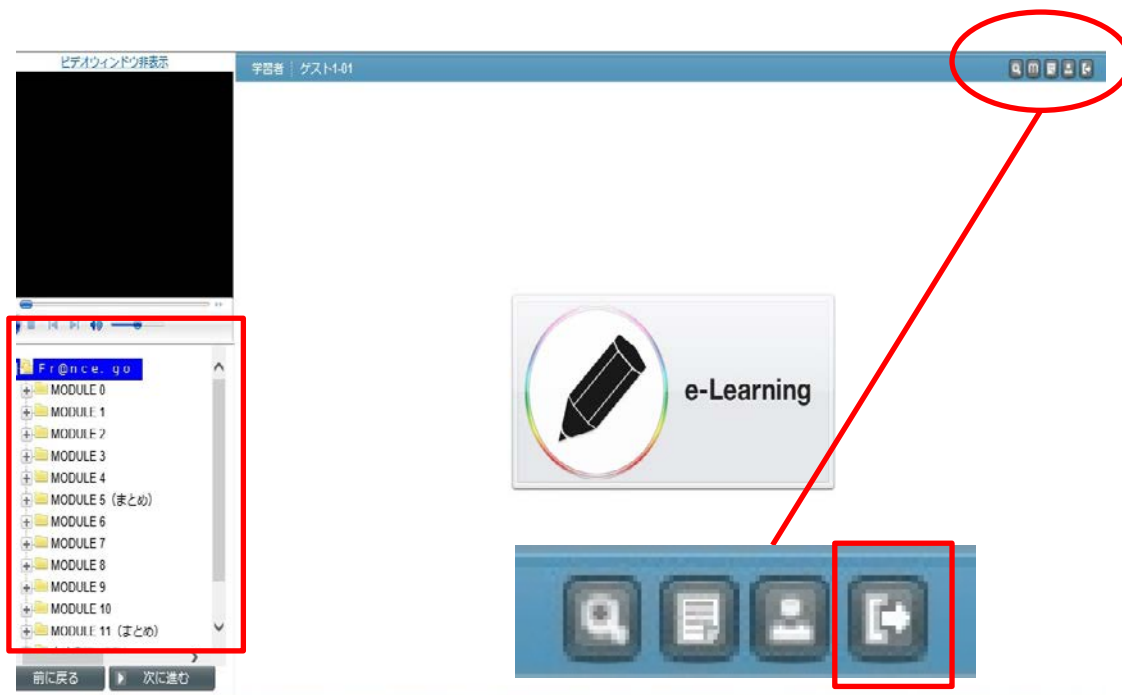 ビデオウィンドウ非表示
学習者 ゲスト1-01
Fr@nce. go
MODULE 0
MODULE 1
MODULE 2
MODULE 3
MODULE 4
MODULE 5 (まとめ)
MODULE 6
MODULE 7
MODULE 8
MODULE 9
MODULE 10
MODULE 11 (まとめ)
前に戻る
次に進む
e-Learning